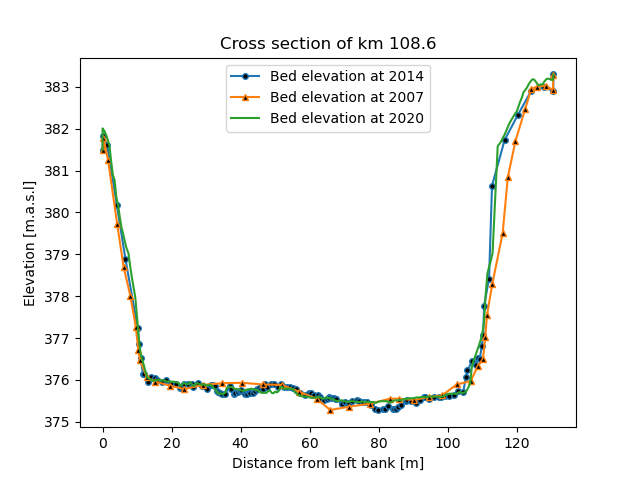 Cross section of km 108.6
Bed elevation at 2014
Bed elevation at 2007
Bed elevation at 2020
Elevation [m.a.s.l]
383
382
381
380
379
378
377
376
375
0 20 40 60 80 100 120
Distance from left bank [m]